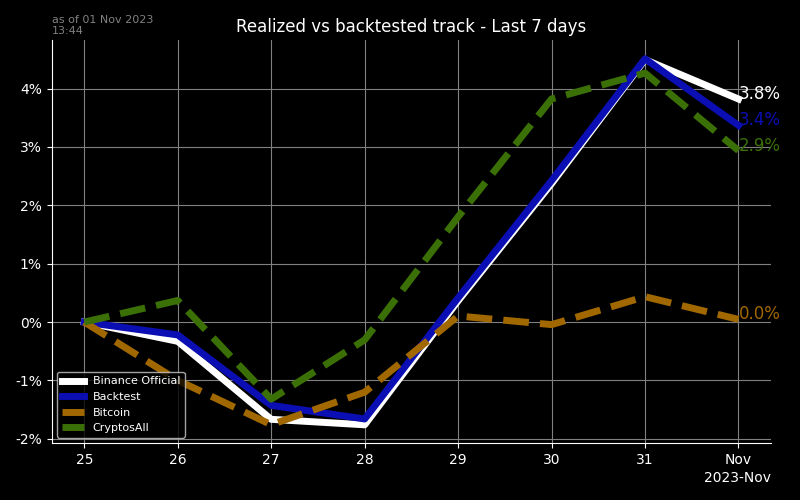 as of 01 Nov 2023
13:44
Realized vs backtested track - Last 7 days
4%
3%
2%
1%
0%
-1%
-2%
3.8%
3.4%
2.9%
0.0%
Binance Official
Backtest
Bitcoin
CryptosAll
25 26 27 28 29 30 31 Nov
2023-Nov